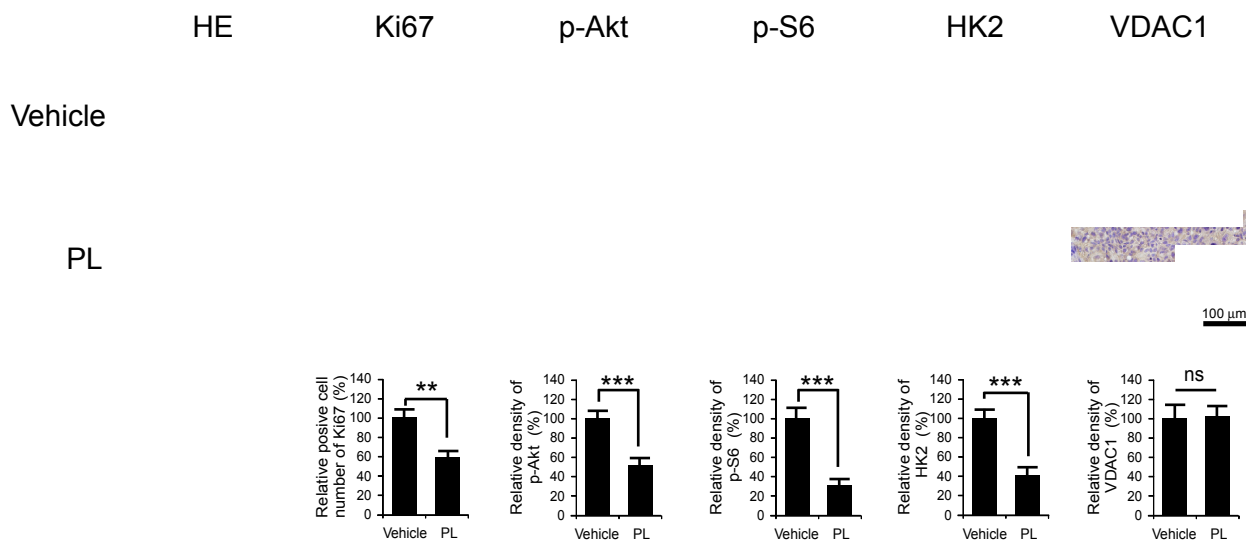 HE Ki67 p-Akt p-S6 HK2 VDAC1
Vehicle
PL
100 μm
Relative posive cell
number of Ki67 (%)
140
120
100
80
60
40
20
0
**
Vehicle PL
Relative density of
p-Akt (%)
140
120
100
80
60
40
20
0
***
Vehicle PL
Relative density of
p-S6 (%)
140
120
100
80
60
40
20
0
***
Vehicle PL
Relative density of
HK2 (%)
140
120
100
80
60
40
20
0
***
Vehicle PL
Relative density of
VDAC1 (%)
140
120
100
80
60
40
20
0
ns
Vehicle PL